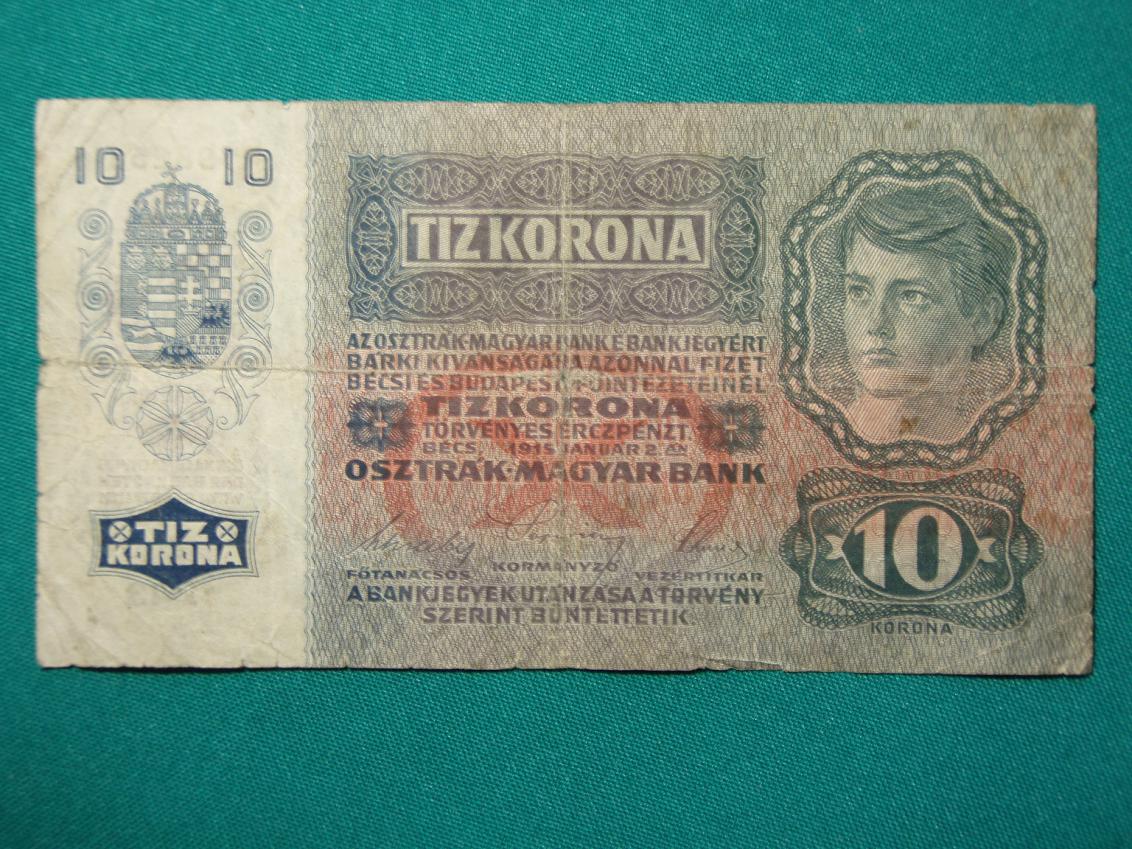 10 10
TIZ KORONA
AZ OSZTRÁK-MAGYAR BANK E BANKJEGYÉRT
BÁRKI KIVÁNSÁGÁRA AZONNAL FIZET
BÉCSI ÉS BUDAPESTI FŐINTÉZETEINÉL
TIZ KORONA
TÖRVÉNYES ÉRCZPÉNZT.
BÉCS, 1915 JANUÁR 2.ÁN
OSZTRÁK-MAGYAR BANK
FŐTANÁCSOS KORMÁNYZÓ VEZÉRTITKÁR
A BANKJEGYEK UTÁNZÁSA A TÖRVÉNY
SZERINT BÜNTETTETIK.
TIZ
KORONA
10
KORONA